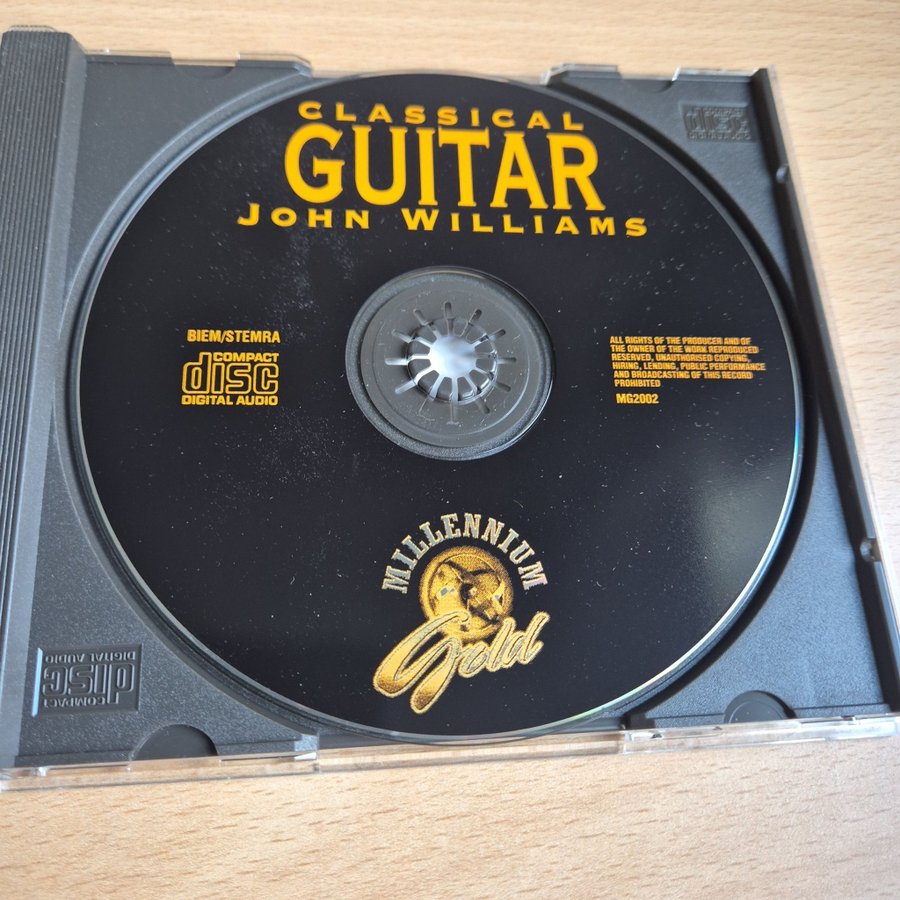 CLASSICAL
GUITAR
JOHN WILLIAMS
BIEM/STEMRA
COMPACT
disc
DIGITAL AUDIO
ALL RIGHTS OF THE PRODUCER AND OF
THE OWNER OF THE WORK REPRODUCED
RESERVED, UNAUTHORISED COPYING,
HIRING, LENDING, PUBLIC PERFORMANCE
AND BROADCASTING OF THIS RECORD
PROHIBITED
MG2002
MILLENNIUM
Gold
COMPACT
disc
DIGITAL AUDIO